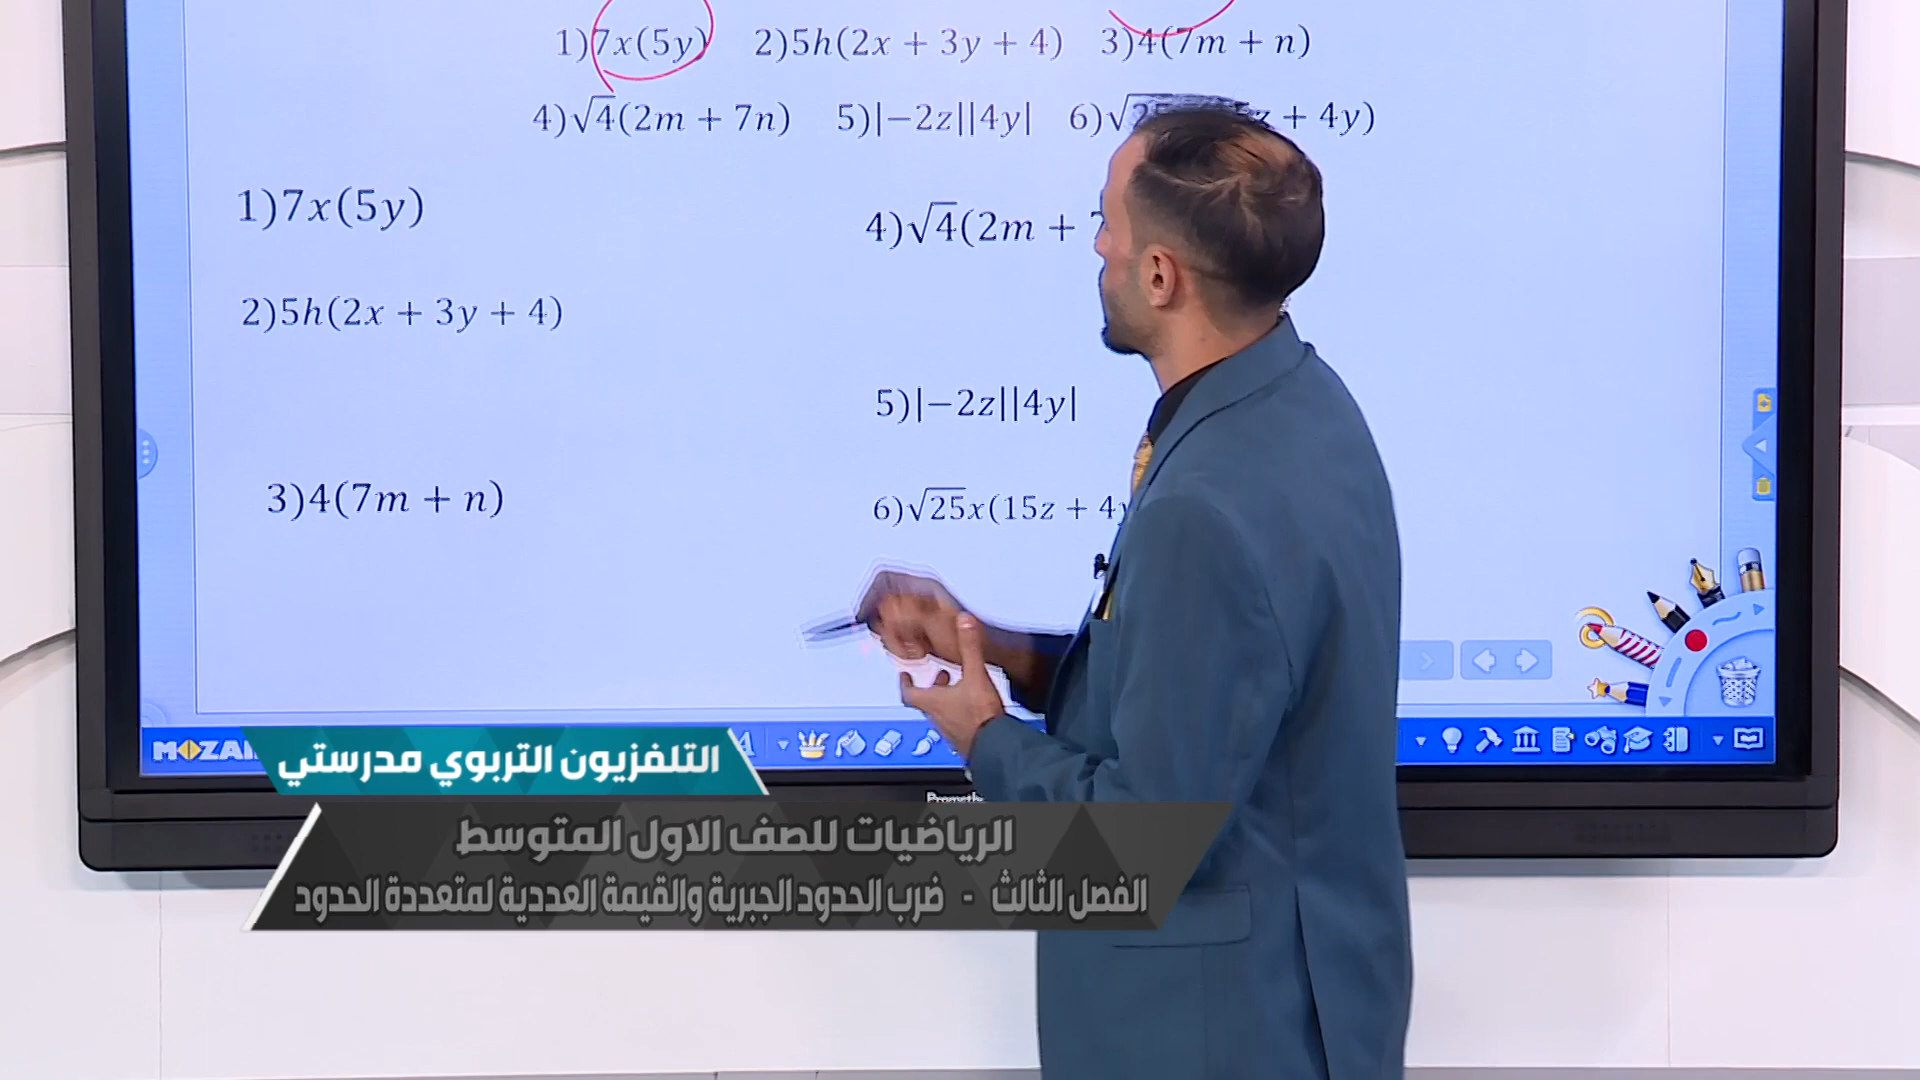 1)7x(5y) 2)5h(2x + 3y + 4) 3)4(7m + n)
4)√4(2m + 7n) 5)|−2z||4y| 6)√25 z + 4y)
1)7x(5y)
2)5h(2x + 3y + 4)
3)4(7m + n)
4)√4(2m +
5)|−2z||4y|
6)√25x(15z + 4y
التلفزيون التربوي مدرستي
الرياضيات للصف الاول المتوسط
الفصل الثالث - ضرب الحدود الجبرية والقيمة العددية لمتعددة الحدود